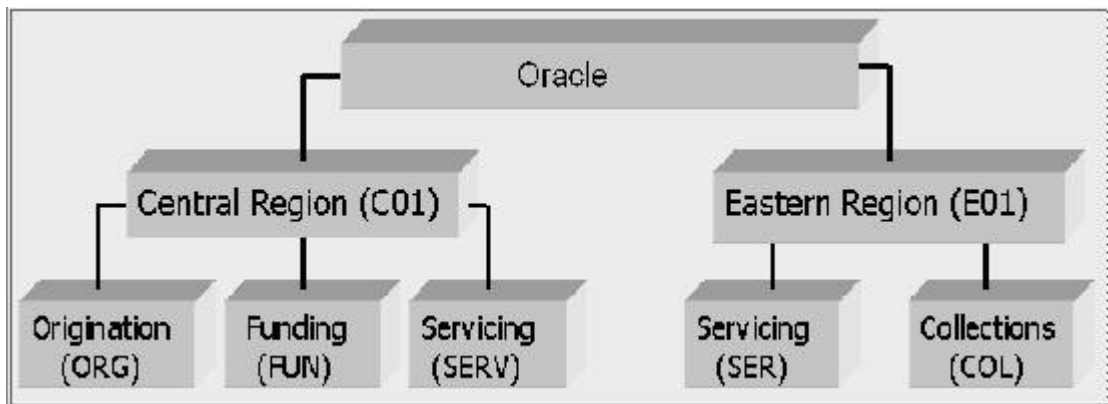 Oracle
Central Region (C01)
Eastern Region (E01)
Origination
(ORG)
Funding
(FUN)
Servicing
(SERV)
Servicing
(SER)
Collections
(COL)